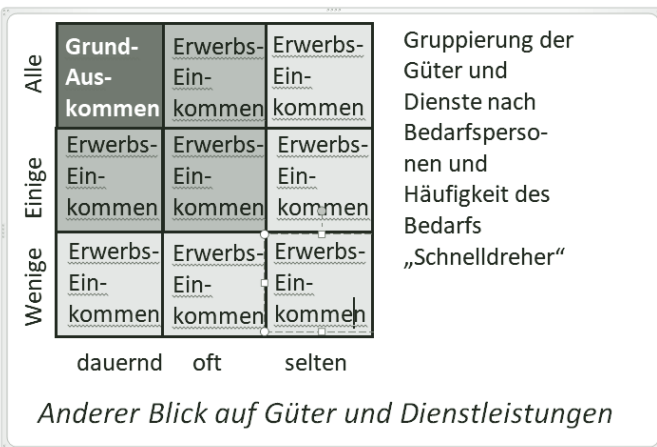 Alle
Grund-
Aus-
kommen
Erwerbs-
Ein-
kommen
Erwerbs-
Ein-
kommen
Einige
Erwerbs-
Ein-
kommen
Erwerbs-
Ein-
kommen
Erwerbs-
Ein-
kommen
Wenige
Erwerbs-
Ein-
kommen
Erwerbs-
Ein-
kommen
Erwerbs-
Ein-
kommen
dauernd oft selten
Gruppierung der
Güter und
Dienste nach
Bedarfsperso-
nen und
Häufigkeit des
Bedarfs
„Schnelldreher“
Anderer Blick auf Güter und Dienstleistungen